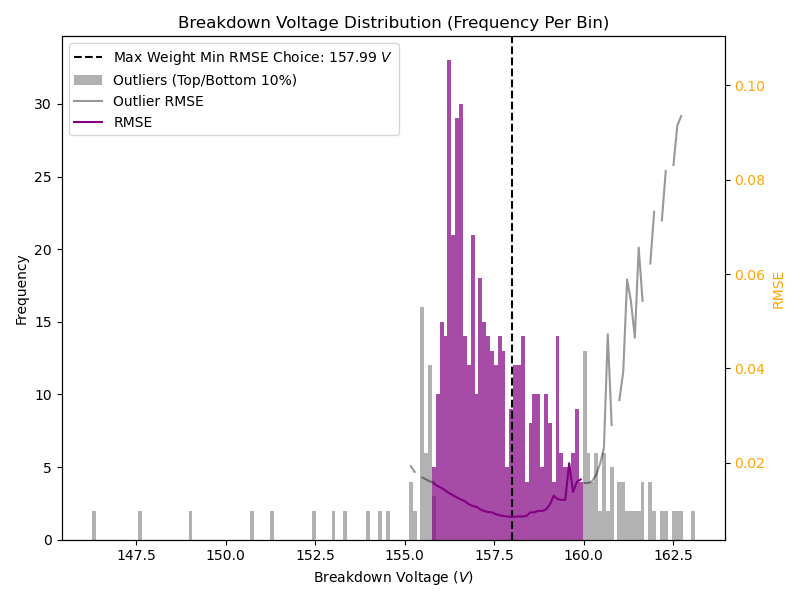 Breakdown Voltage Distribution (Frequency Per Bin)
Max Weight Min RMSE Choice: 157.99 V
Outliers (Top/Bottom 10%)
Outlier RMSE
RMSE
Frequency
30
25
20
15
10
5
0
0.10
0.08
0.06
0.04
0.02
RMSE
147.5 150.0 152.5 155.0 157.5 160.0 162.5
Breakdown Voltage (V)